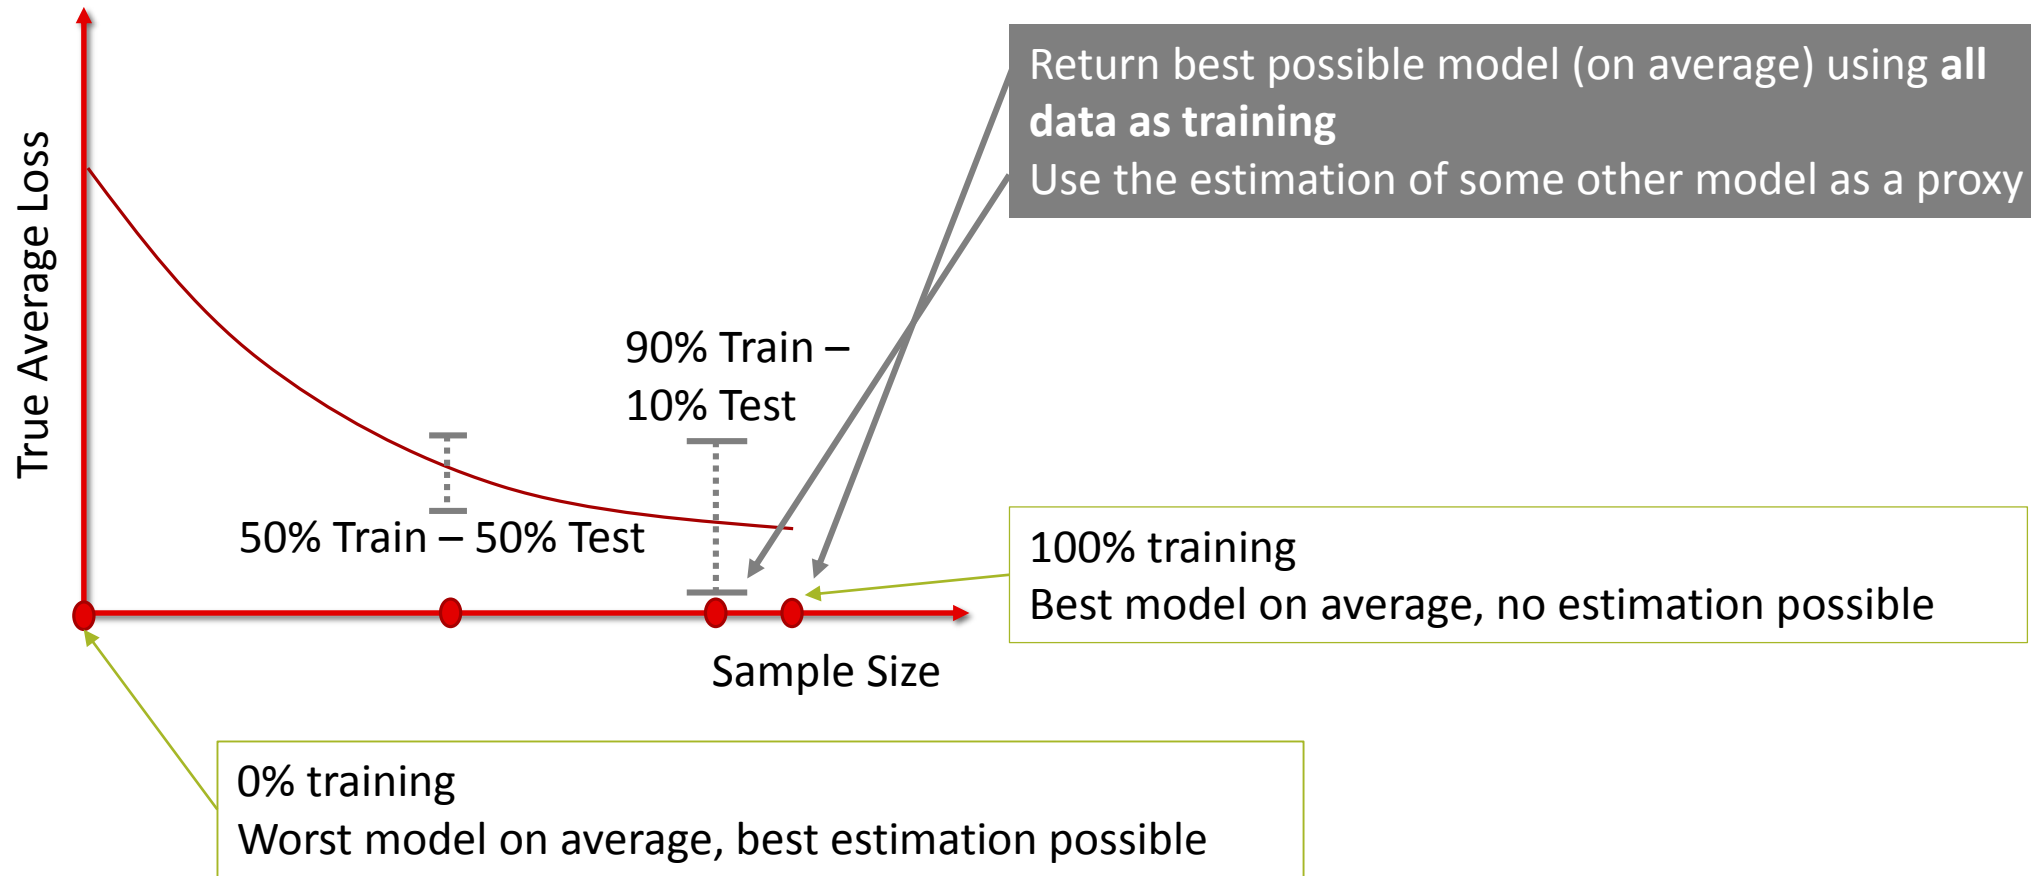 True Average Loss
Return best possible model (on average) using all
data as training
Use the estimation of some other model as a proxy
90% Train –
10% Test
50% Train – 50% Test
100% training
Best model on average, no estimation possible
Sample Size
0% training
Worst model on average, best estimation possible